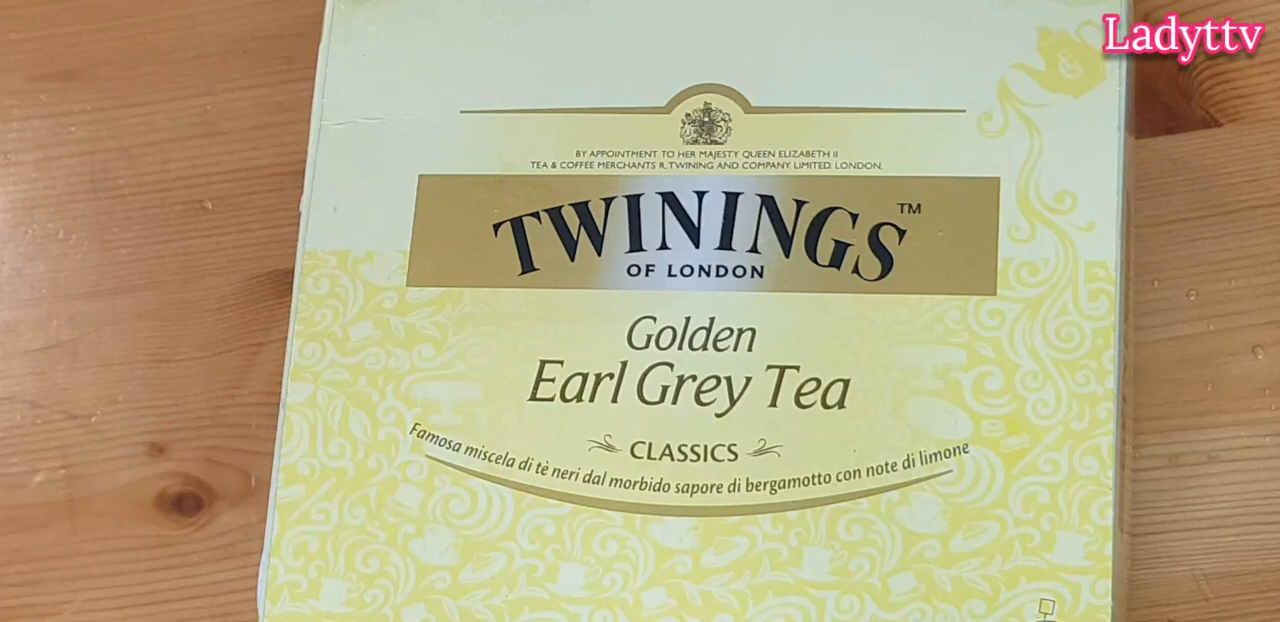 Ladyttv
BY APPOINTMENT TO HER MAJESTY QUEEN ELIZABETH II
TEA & COFFEE MERCHANTS R. TWINING AND COMPANY LIMITED. LONDON.
TWININGS™
OF LONDON
Golden
Earl Grey Tea
CLASSICS
Famosa miscela di tè neri dal morbido sapore di bergamotto con note di limone